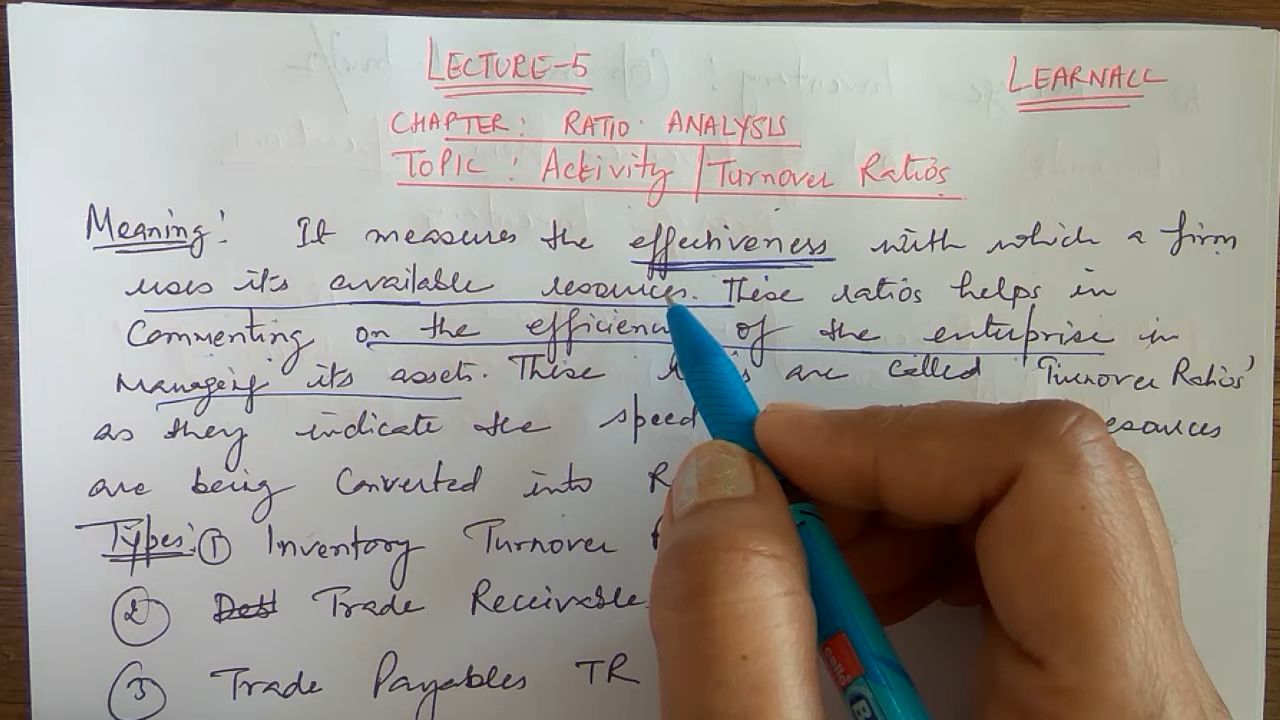 LECTURE-5
LEARNALL
CHAPTER: RATIO ANALYSIS
TOPIC: Activity / Turnover Ratios
Meaning: It measures the effectiveness with which a firm
uses it's available resources. These ratios helps in
Commenting on the efficiency of the enterprise in
Managing its assets. These are called 'Turnover Ratios'
as they indicate the speed
are being Converted into
Types: ① Inventory Turnover
② Debt Trade Receivable
③ Trade Payables TR
cello